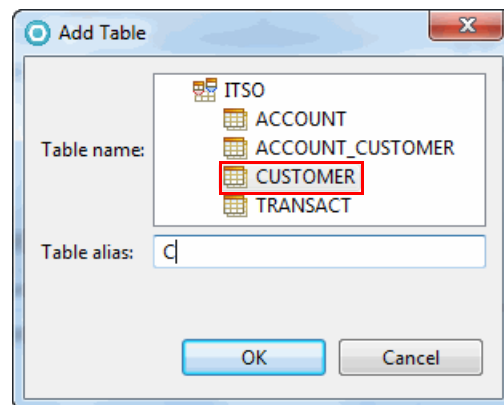 Add Table
ITSO
ACCOUNT
Table name:
ACCOUNT_CUSTOMER
CUSTOMER
TRANSACT
Table alias:
C
OK
Cancel